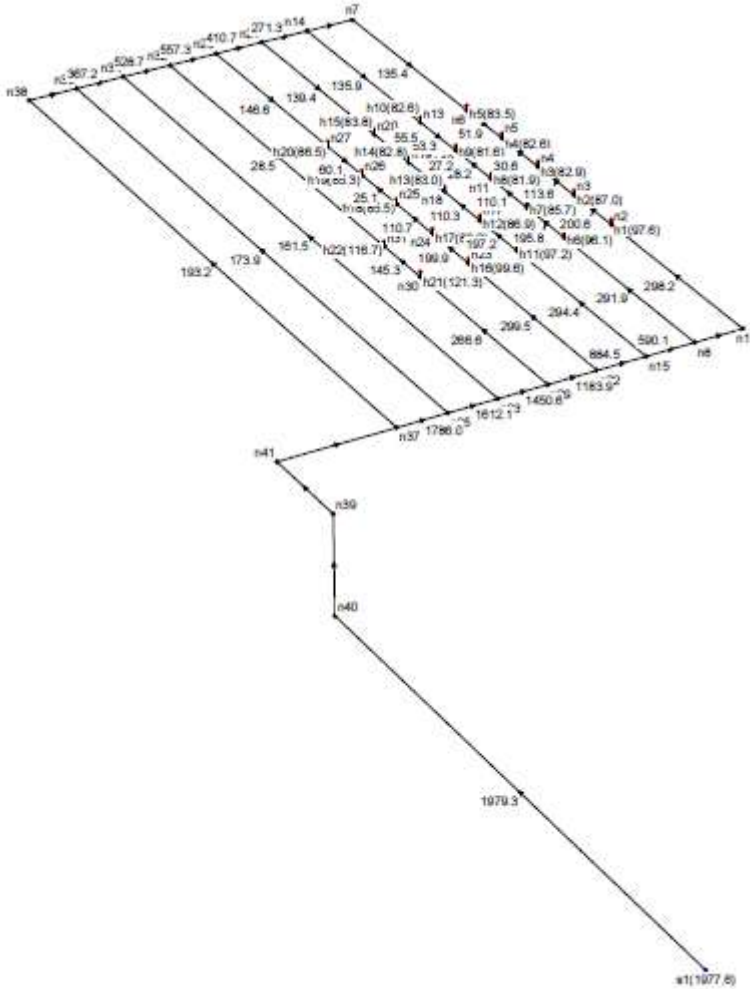 n7
n14
271.3
410.7
557.3
528.7
367.2
n38
135.4
135.9
139.4
146.6
h5(83.5)
h10(82.6)
n13
n5
h15(83.8)
51.9
h4(82.6)
55.5
h9(81.6)
n4
n27
h3(82.9)
h14(82.8)
27.2
30.6
h20(86.5)
n26
h8(81.9)
n3
60.1
h13(83.0)
n11
113.6
h2(87.0)
28.5
25.1
n25
n18
110.1
h7(85.7)
n2
h1(97.6)
110.7
110.3
h12(86.9)
200.6
n24
h6(96.1)
195.8
161.5
h22(116.7)
197.2
h11(97.2)
173.9
199.9
193.2
145.3
h16(99.6)
n30
h21(121.3)
298.2
291.9
294.4
299.5
266.6
n1
590.1
n8
884.5
n15
1183.9
1450.6
1612.1
1786.0
n37
n41
n39
n40
1979.3
s1(1977.6)